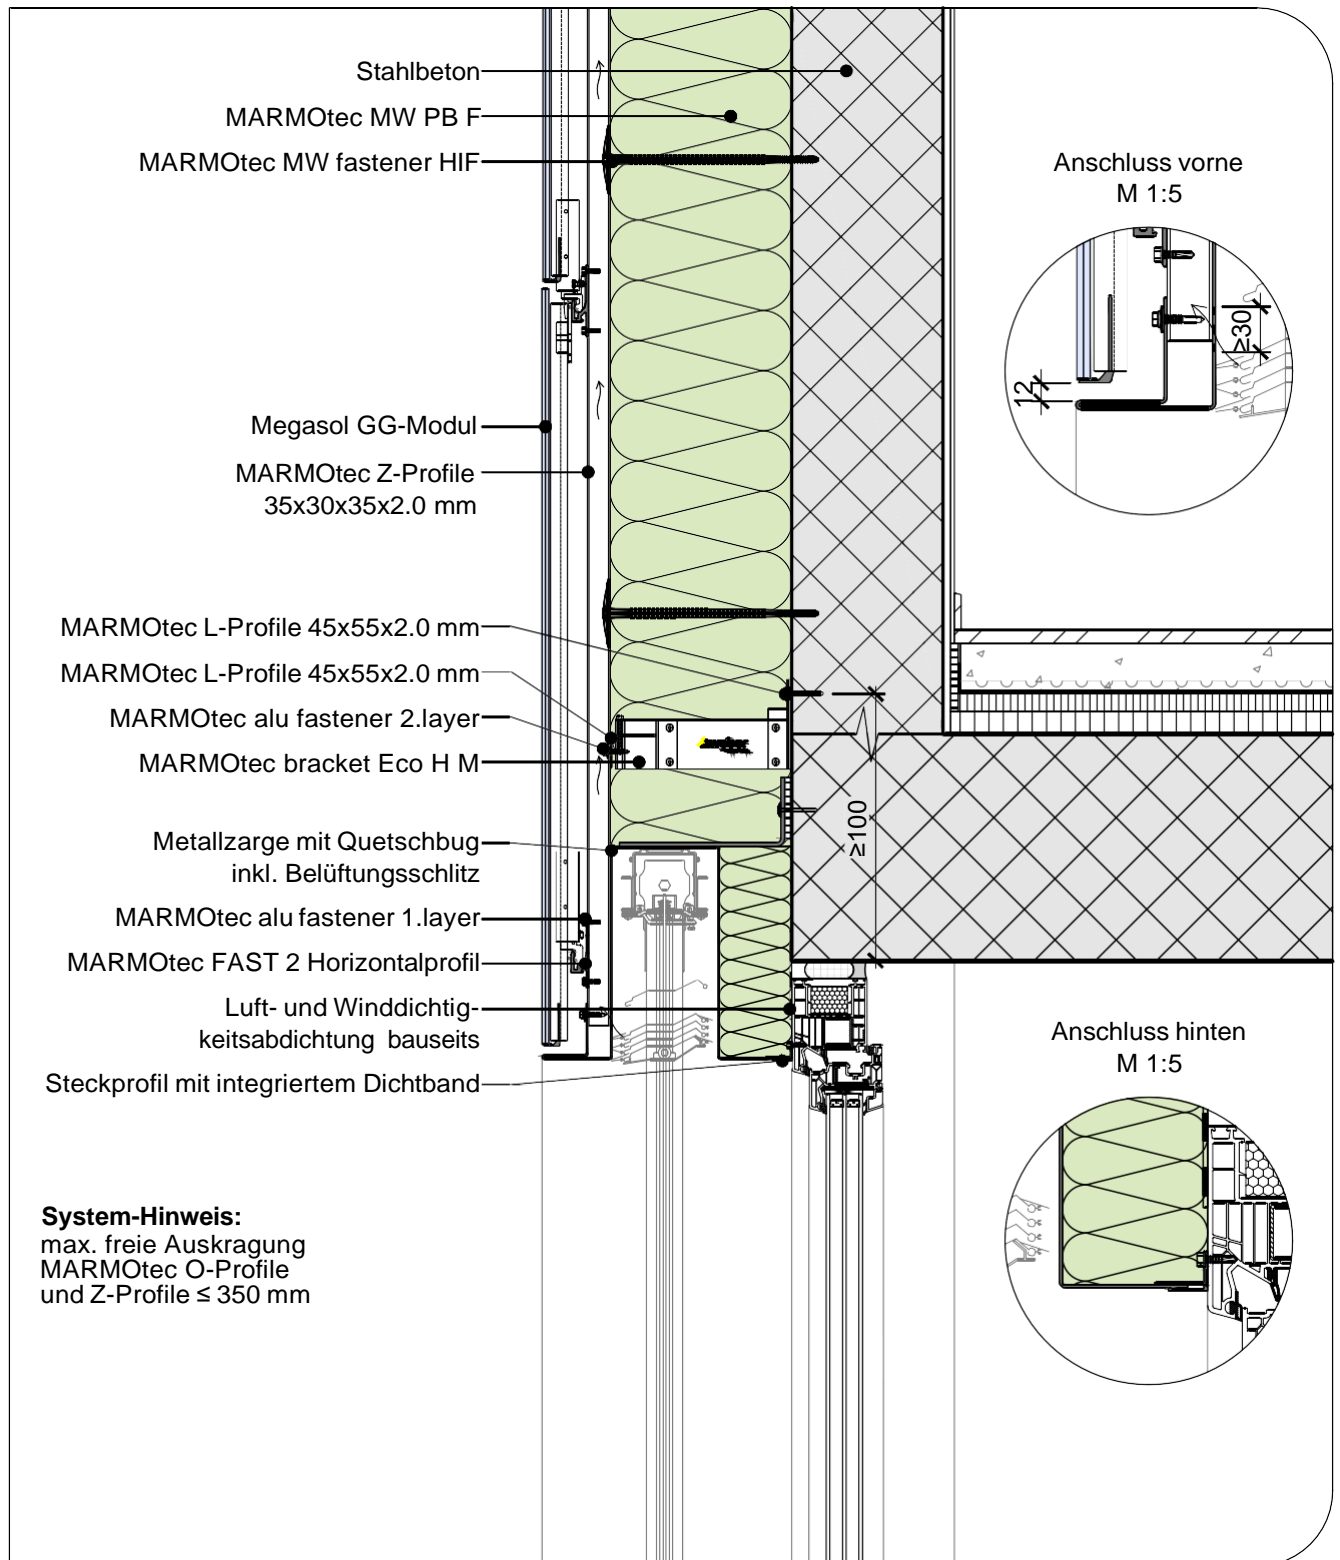 Stahlbeton
MARMOtec MW PB F
MARMOtec MW fastener HIF
Anschluss vorne
M 1:5
≥30
12
Megasol GG-Modul
MARMOtec Z-Profile
35x30x35x2.0 mm
MARMOtec L-Profile 45x55x2.0 mm
MARMOtec L-Profile 45x55x2.0 mm
MARMOtec alu fastener 2.layer
MARMOtec bracket Eco H M
≥100
Metallzarge mit Quetschbug
inkl. Belüftungsschlitz
MARMOtec alu fastener 1.layer
MARMOtec FAST 2 Horizontalprofil
Luft- und Winddichtig-
keitsabdichtung bauseits
Steckprofil mit integriertem Dichtband
Anschluss hinten
M 1:5
System-Hinweis:
max. freie Auskragung
MARMOtec O-Profile
und Z-Profile ≤ 350 mm